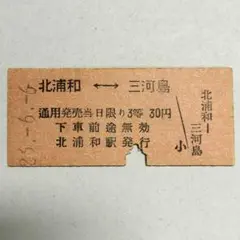 北浦和 ←→ 三河島
通用発売当日限り3等 30円
下車前途無効
北浦和駅発行
北浦和―三河島
小